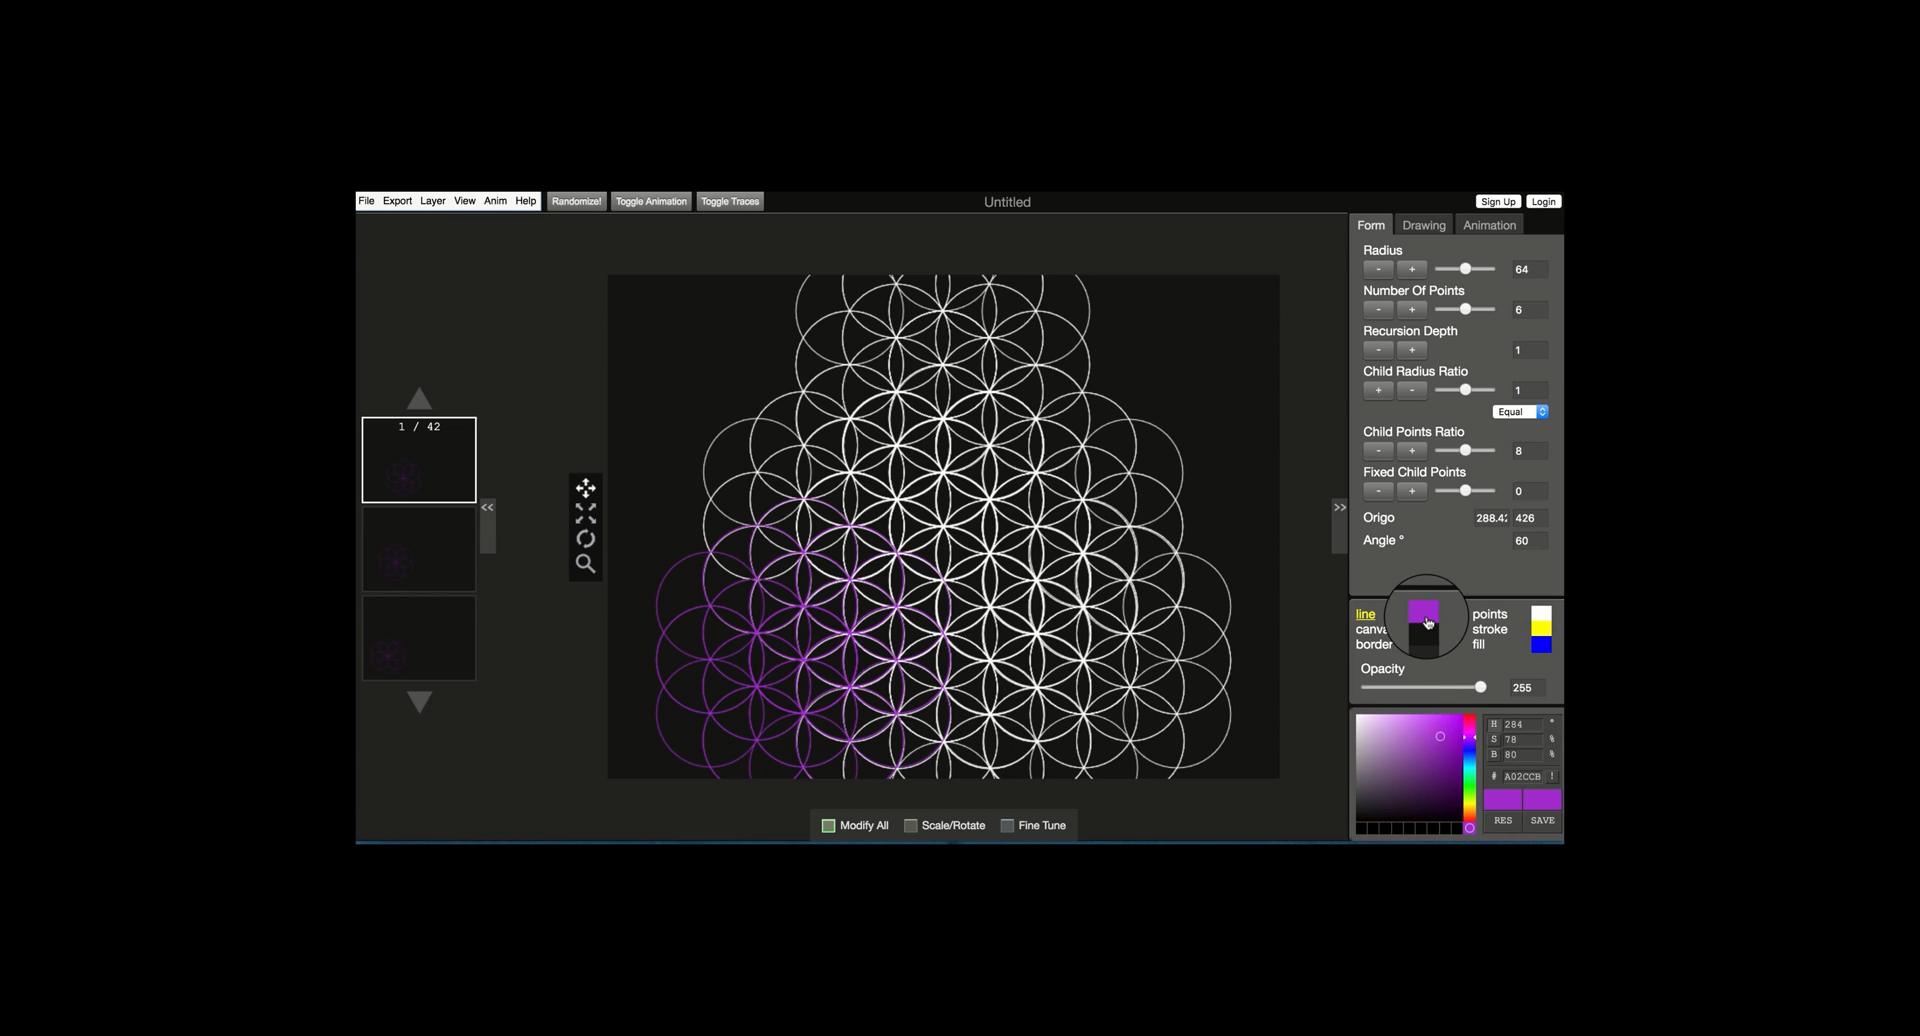 File Export Layer View Anim Help Randomize! Toggle Animation Toggle Traces Untitled Sign Up Login
Form Drawing Animation
Radius
- + 64
Number Of Points
- + 6
Recursion Depth
- + 1
Child Radius Ratio
+ - 1
Equal
Child Points Ratio
- + 8
Fixed Child Points
- + 0
Origo 288.42 426
Angle ° 60
1 / 42
<<
>>
line points
canva stroke
border fill
Opacity
255
H 284 °
S 78 %
B 80 %
# A02CCB !
RES SAVE
Modify All Scale/Rotate Fine Tune